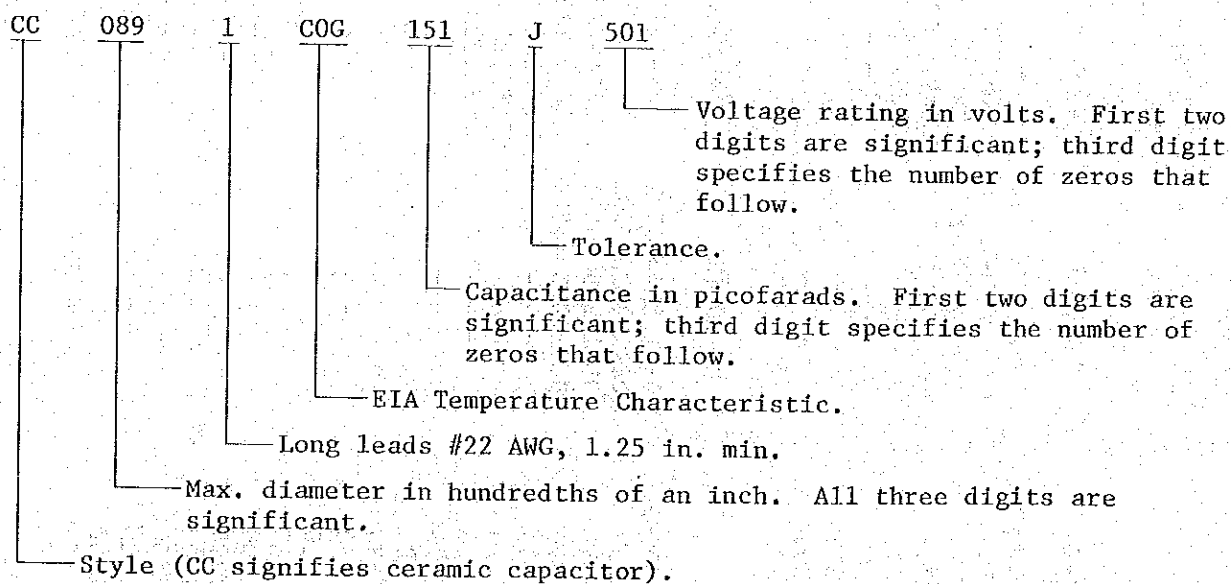 CC 089 1 COG 151 J 501
Voltage rating in volts. First two
digits are significant; third digit
specifies the number of zeros that
follow.
Tolerance.
Capacitance in picofarads. First two digits are
significant; third digit specifies the number of
zeros that follow.
EIA Temperature Characteristic.
Long leads #22 AWG, 1.25 in. min.
Max. diameter in hundredths of an inch. All three digits are
significant.
Style (CC signifies ceramic capacitor).